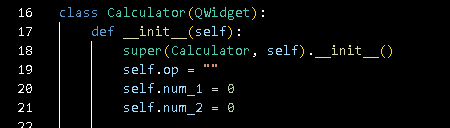 16 class Calculator(QWidget):
17     def __init__(self):
18         super(Calculator, self).__init__()
19         self.op = ""
20         self.num_1 = 0
21         self.num_2 = 0